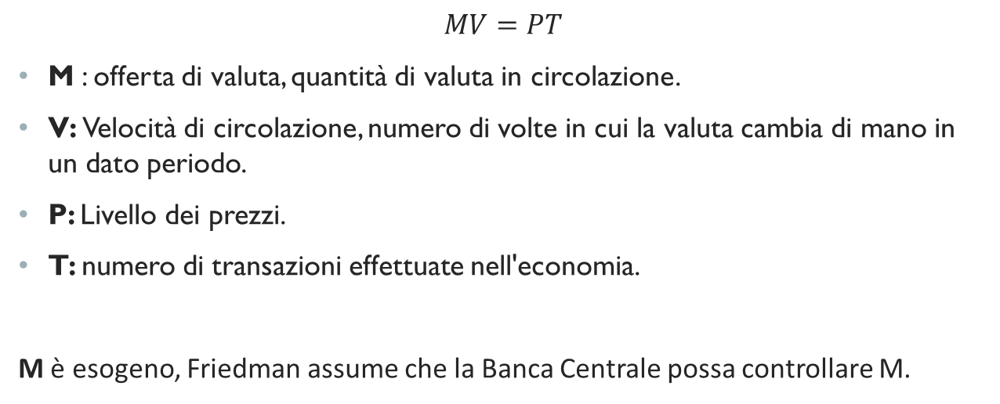 MV = PT
• M : offerta di valuta, quantità di valuta in circolazione.
• V: Velocità di circolazione, numero di volte in cui la valuta cambia di mano in
un dato periodo.
• P: Livello dei prezzi.
• T: numero di transazioni effettuate nell'economia.
M è esogeno, Friedman assume che la Banca Centrale possa controllare M.